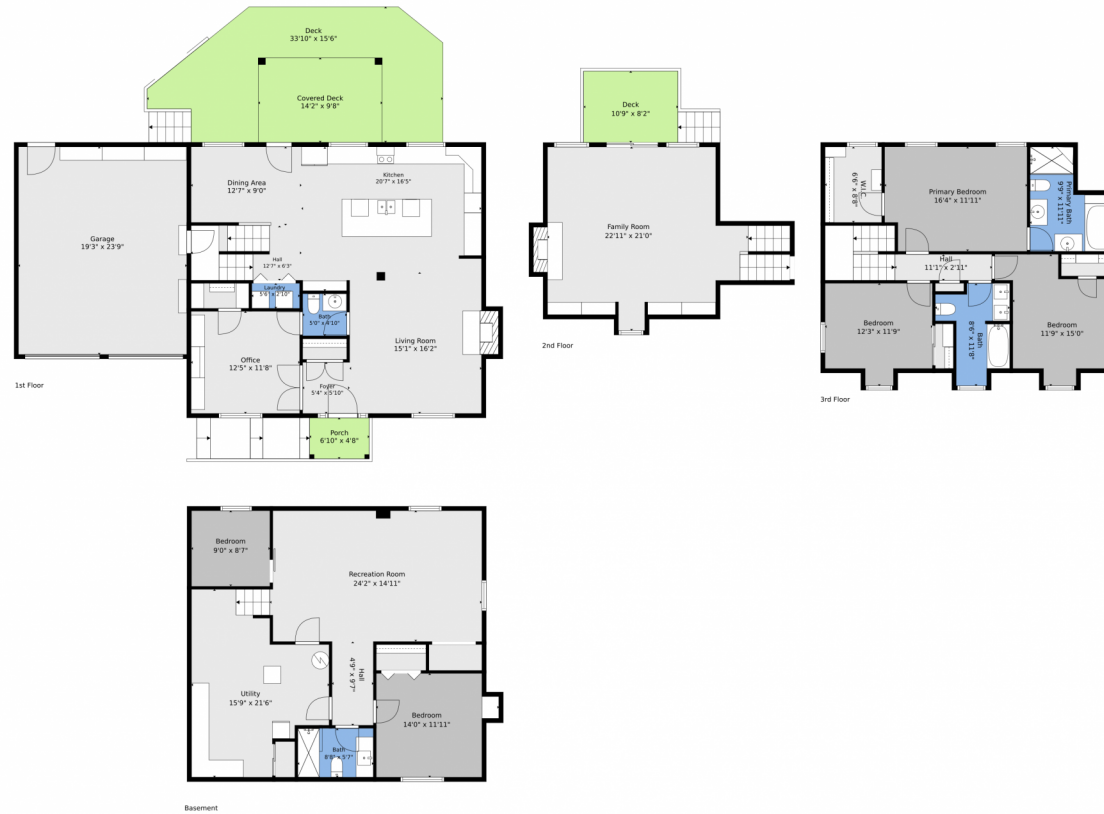 Deck
33'10" x 15'6"
Covered Deck
14'2" x 9'8"
Dining Area
12'7" x 9'0"
Kitchen
20'7" x 16'5"
Garage
19'3" x 23'9"
Hall
12'7" x 6'3"
Laundry
5'6" x 2'10"
Bath
5'0" x 4'10"
Living Room
15'1" x 16'2"
Office
12'5" x 11'8"
Foyer
5'4" x 5'10"
Porch
6'10" x 4'8"
1st Floor
Deck
10'9" x 8'2"
Family Room
22'11" x 21'0"
2nd Floor
W.I.C.
6'6" x 8'8"
Primary Bedroom
16'4" x 11'11"
Primary Bath
9'9" x 11'11"
Hall
11'1" x 2'11"
Bedroom
12'3" x 11'9"
Bath
8'6" x 11'8"
Bedroom
11'9" x 15'0"
3rd Floor
Bedroom
9'0" x 8'7"
Recreation Room
24'2" x 14'11"
Hall
4'9" x 9'7"
Utility
15'9" x 21'6"
Bedroom
14'0" x 11'11"
Bath
8'8" x 5'7"
Basement